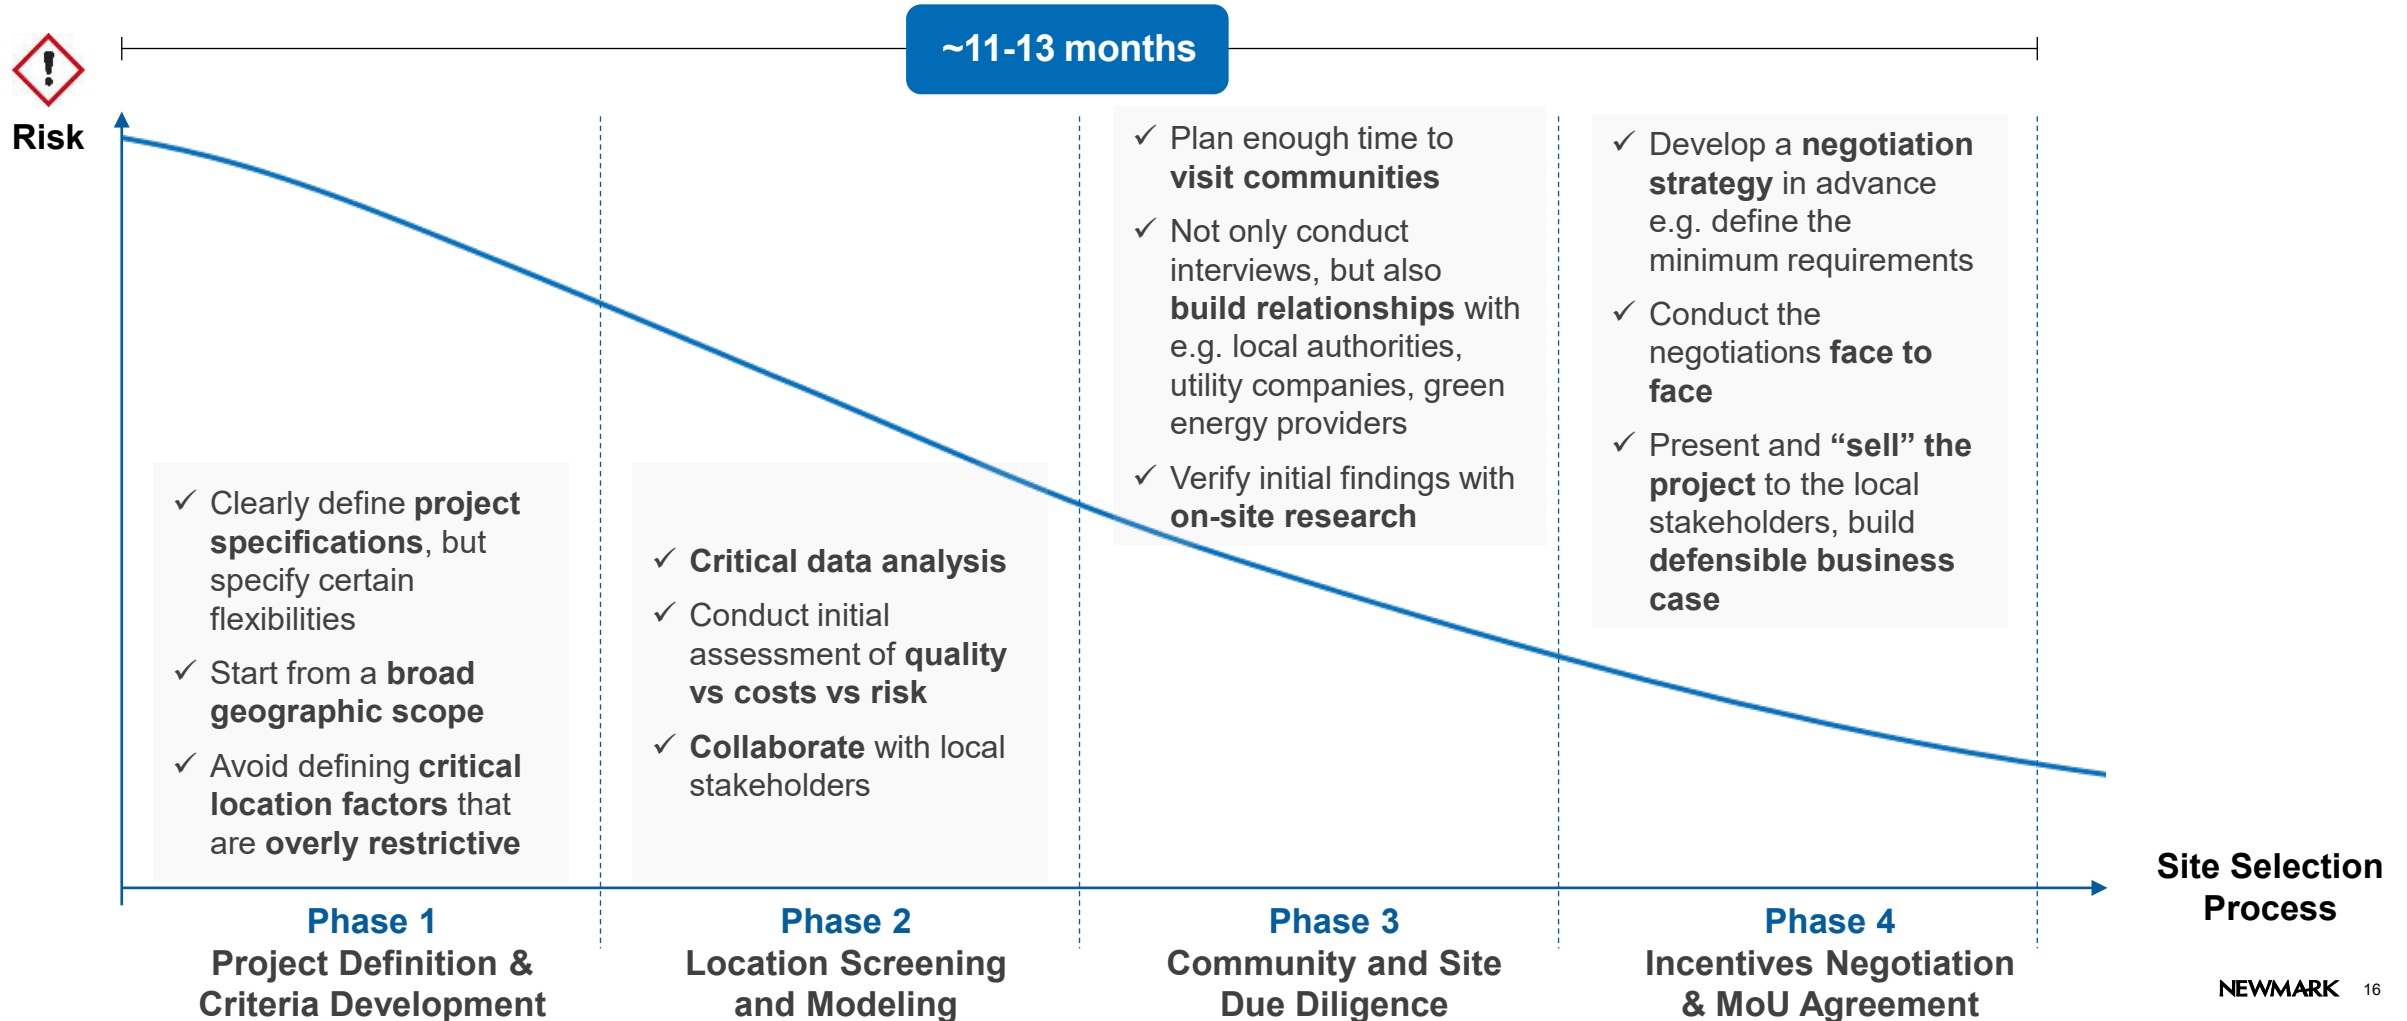 ~11-13 months
Risk
✓ Clearly define project
specifications, but
specify certain
flexibilities
✓ Start from a broad
geographic scope
✓ Avoid defining critical
location factors that
are overly restrictive
✓ Critical data analysis
✓ Conduct initial
assessment of quality
vs costs vs risk
✓ Collaborate with local
stakeholders
✓ Plan enough time to
visit communities
✓ Not only conduct
interviews, but also
build relationships with
e.g. local authorities,
utility companies, green
energy providers
✓ Verify initial findings with
on-site research
✓ Develop a negotiation
strategy in advance
e.g. define the
minimum requirements
✓ Conduct the
negotiations face to
face
✓ Present and “sell” the
project to the local
stakeholders, build
defensible business
case
Site Selection
Process
Phase 1
Project Definition &
Criteria Development
Phase 2
Location Screening
and Modeling
Phase 3
Community and Site
Due Diligence
Phase 4
Incentives Negotiation
& MoU Agreement
NEWMARK 16